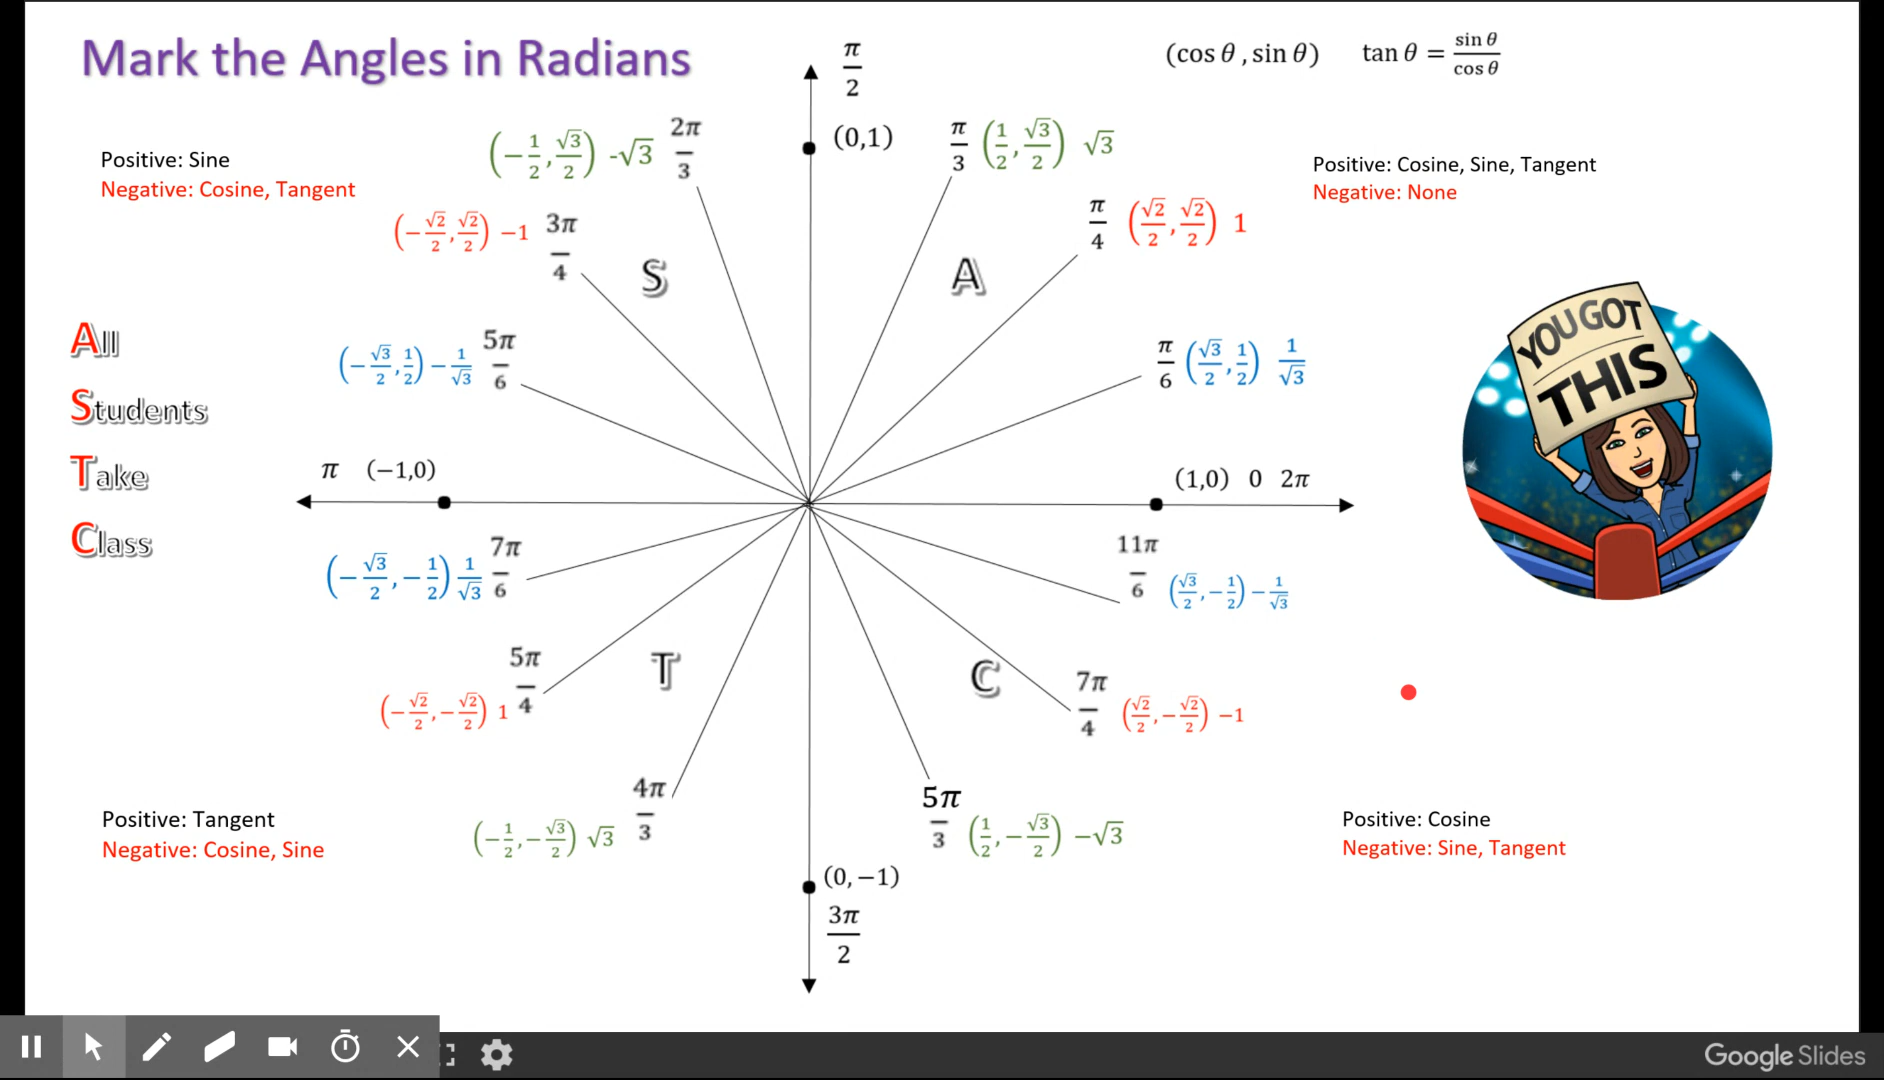 Mark the Angles in Radians
π/2
(cos θ , sin θ) tan θ = sin θ/cos θ
(0,1)
(−1/2, √3/2) -√3 2π/3
π/3 (1/2, √3/2) √3
Positive: Sine
Negative: Cosine, Tangent
Positive: Cosine, Sine, Tangent
Negative: None
(−√2/2, √2/2) −1 3π/4
π/4 (√2/2, √2/2) 1
S
A
YOU GOT
THIS
All
Students
Take
Class
(−√3/2, 1/2) −1/√3 5π/6
π/6 (√3/2, 1/2) 1/√3
π (−1,0)
(1,0) 0 2π
(−√3/2, −1/2) 1/√3 7π/6
11π/6 (√3/2, −1/2) −1/√3
T
C
(−√2/2, −√2/2) 1 5π/4
7π/4 (√2/2, −√2/2) −1
(−1/2, −√3/2) √3 4π/3
5π/3 (1/2, −√3/2) −√3
Positive: Tangent
Negative: Cosine, Sine
Positive: Cosine
Negative: Sine, Tangent
(0, −1)
3π/2
Google Slides